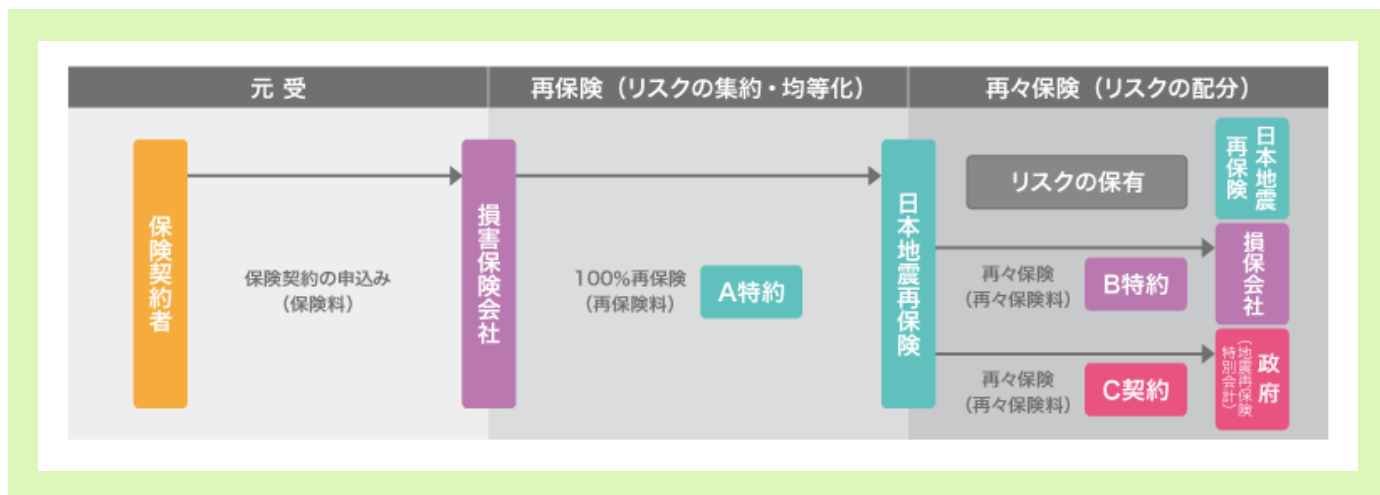 元 受
再保険（リスクの集約・均等化）
再々保険（リスクの配分）
保険契約者
保険契約の申込み
（保険料）
損害保険会社
100%再保険
（再保険料）
A特約
日本地震再保険
リスクの保有
日本地震
再保険
再々保険
（再々保険料）
B特約
損保会社
再々保険
（再々保険料）
C契約
政府
（地震再保険
特別会計）